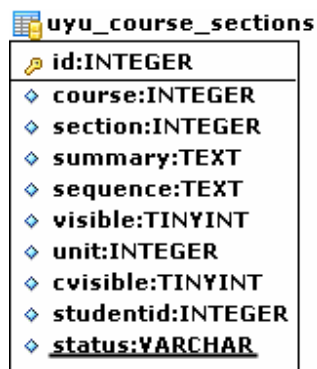 uyu_course_sections
id:INTEGER
course:INTEGER
section:INTEGER
summary:TEXT
sequence:TEXT
visible:TINYINT
unit:INTEGER
cvisible:TINYINT
studentid:INTEGER
status:VARCHAR